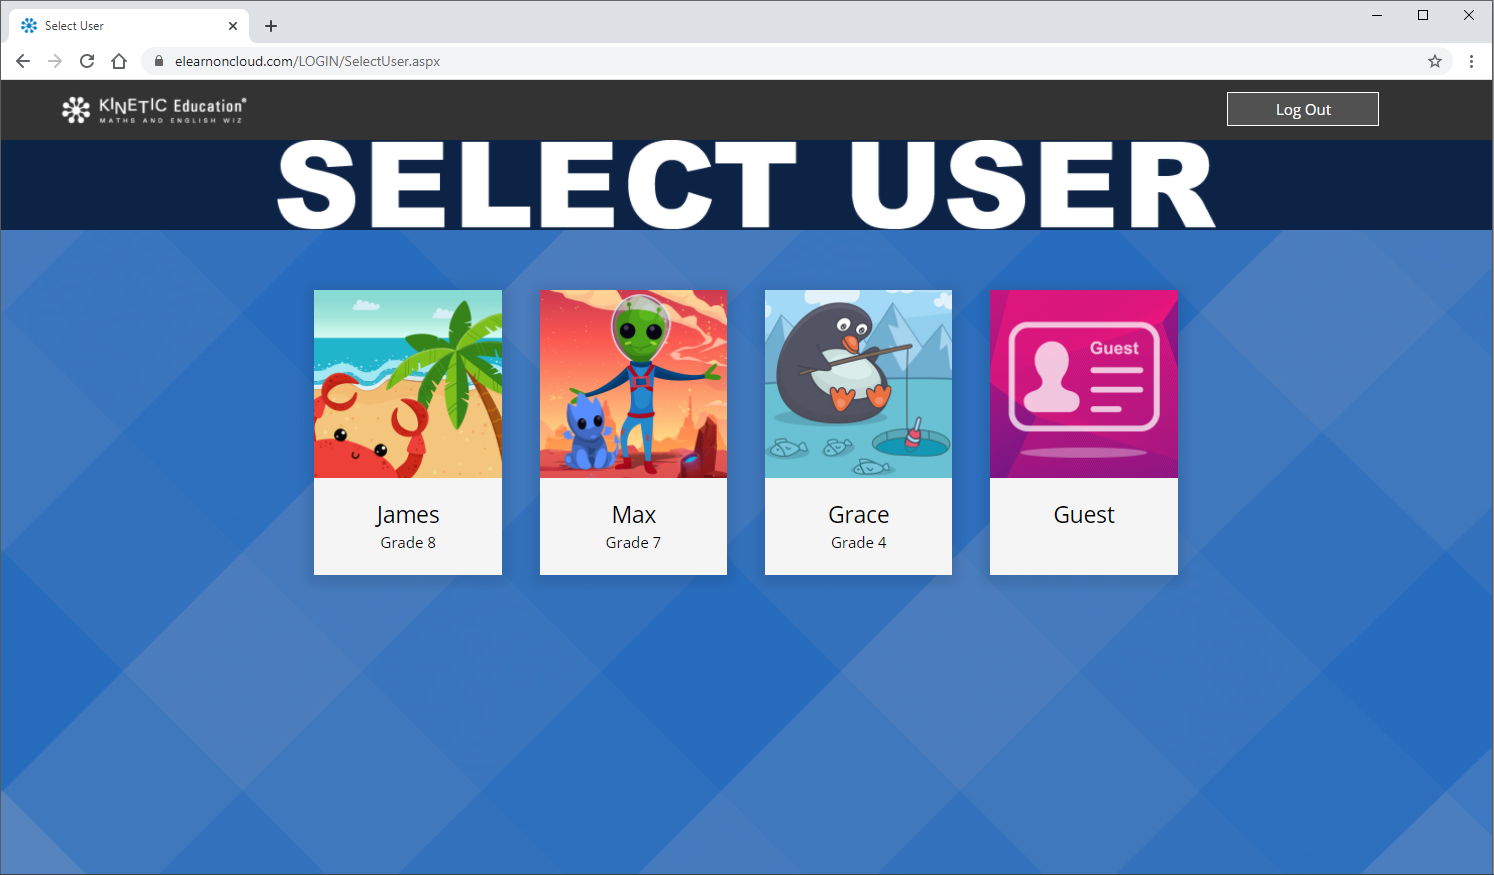 Select User
elearnoncloud.com/LOGIN/SelectUser.aspx
KINETIC Education®
MATHS AND ENGLISH WIZ
Log Out
SELECT USER
Guest
James
Grade 8
Max
Grade 7
Grace
Grade 4
Guest